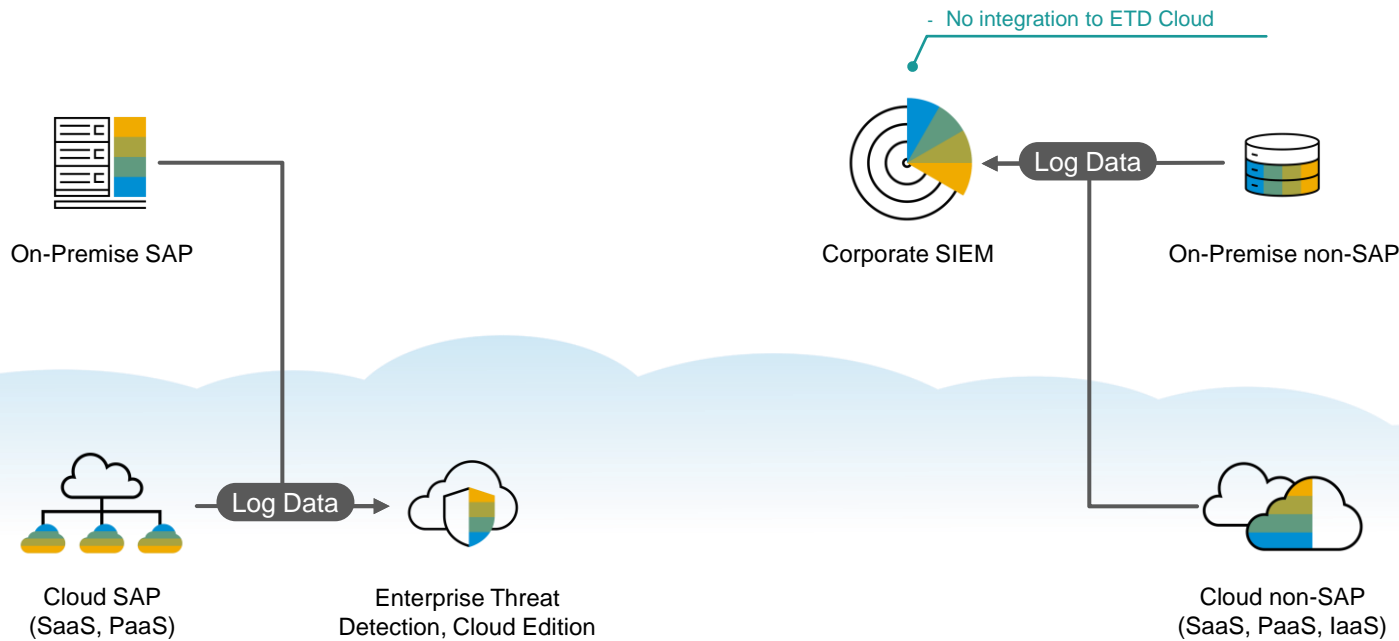 - No integration to ETD Cloud
Log Data
On-Premise SAP
Corporate SIEM
On-Premise non-SAP
Log Data
Cloud SAP
(SaaS, PaaS)
Enterprise Threat
Detection, Cloud Edition
Cloud non-SAP
(SaaS, PaaS, IaaS)